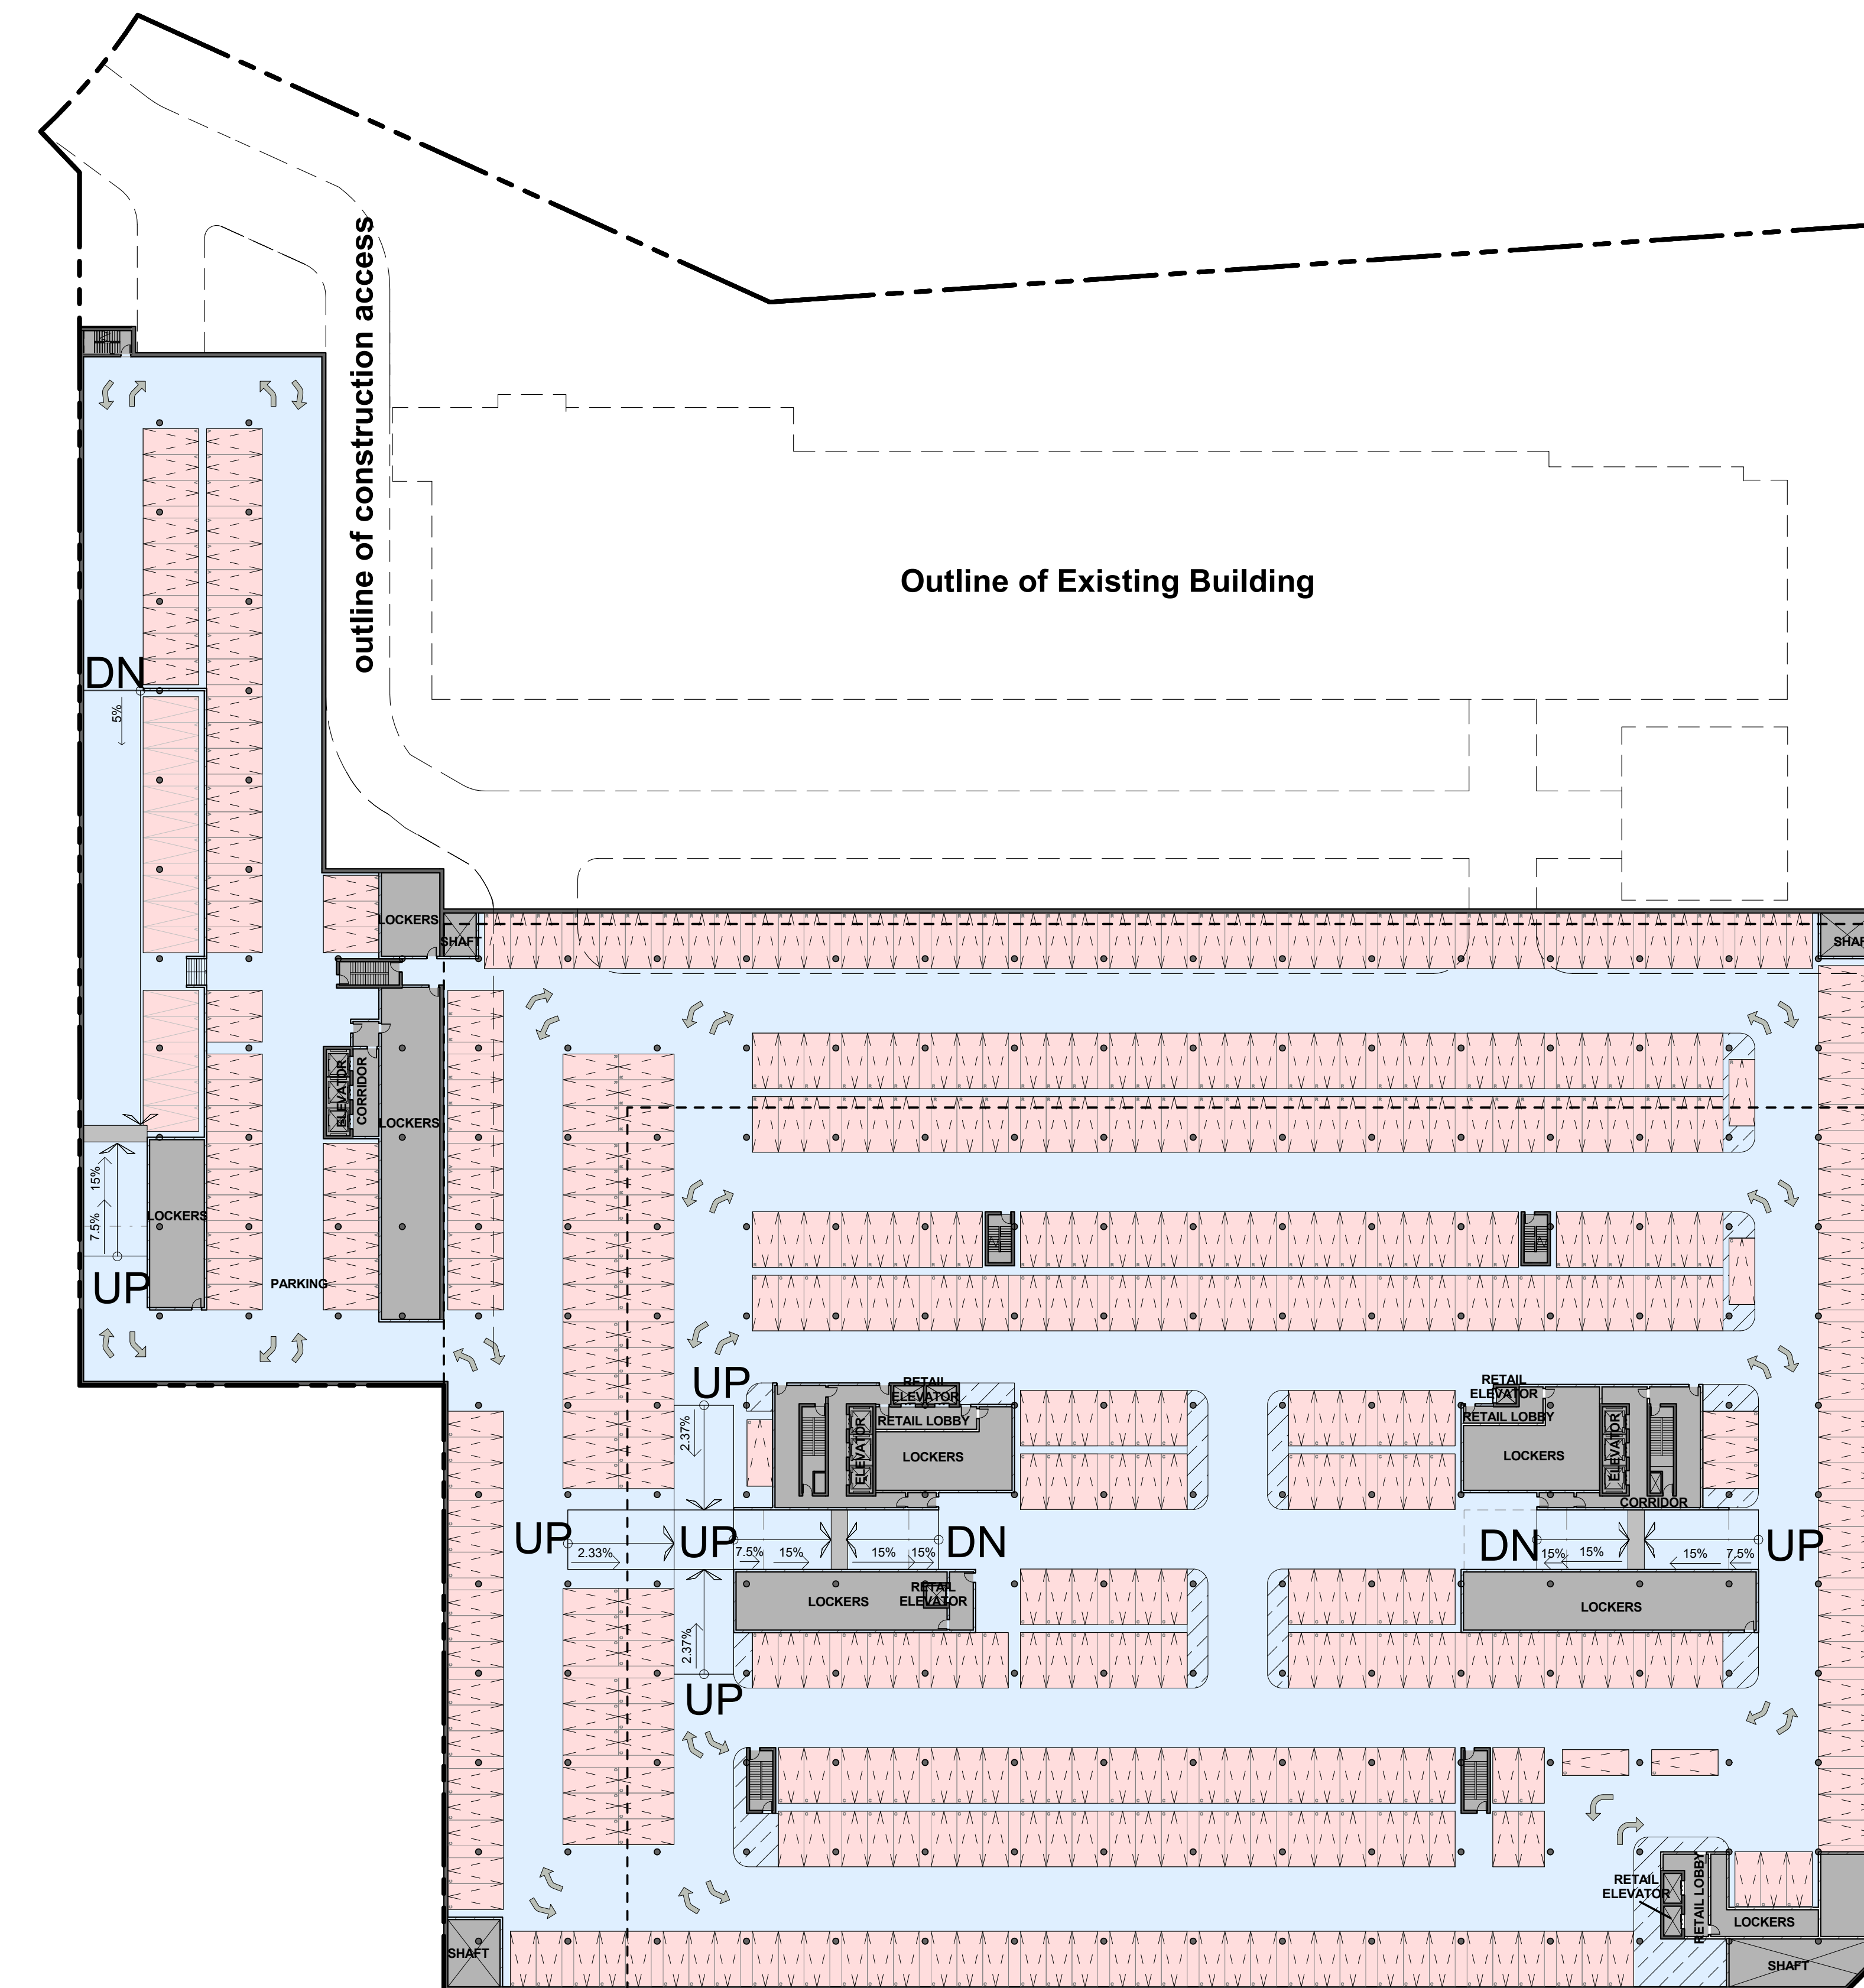 outline of construction access
Outline of Existing Building
DN
5%
LOCKERS
SHAFT
SHAF
ELEVATOR
CORRIDOR
LOCKERS
15%
7.5%
LOCKERS
UP
PARKING
UP
RETAIL
ELEVATOR
RETAIL LOBBY
ELEVATOR
LOCKERS
2.37%
RETAIL
ELEVATOR
RETAIL LOBBY
LOCKERS
ELEVATOR
CORRIDOR
UP
2.33%
UP
7.5%
15%
15%
15%
DN
DN
15%
15%
15%
7.5%
UP
LOCKERS
RETAIL
ELEVATOR
LOCKERS
2.37%
UP
RETAIL
ELEVATOR
RETAIL LOBBY
LOCKERS
SHAFT
SHAFT